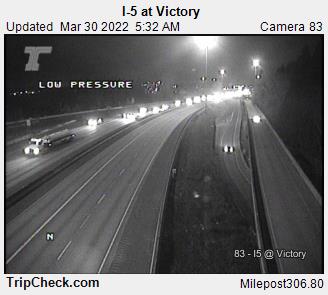 I-5 at Victory
Updated Mar 30 2022 5:32 AM Camera 83
T
LOW PRESSURE
N
83 - I5 @ Victory
TripCheck.com Milepost306.80